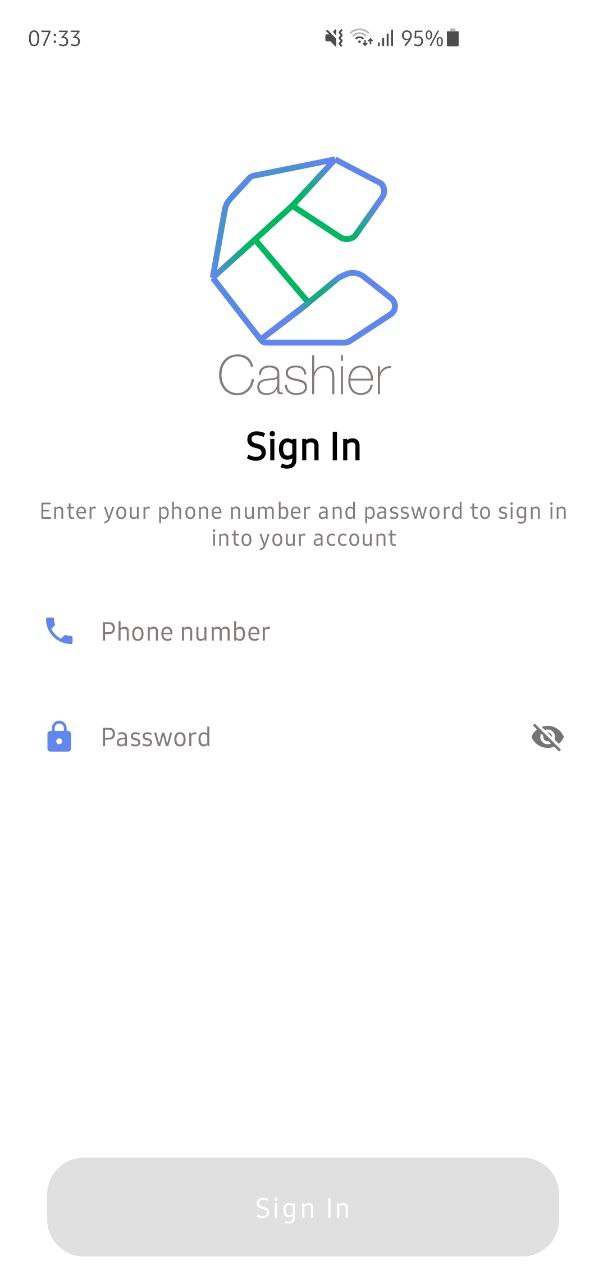 07:33 95%
Cashier
Sign In
Enter your phone number and password to sign in
into your account
Phone number
Password
Sign In